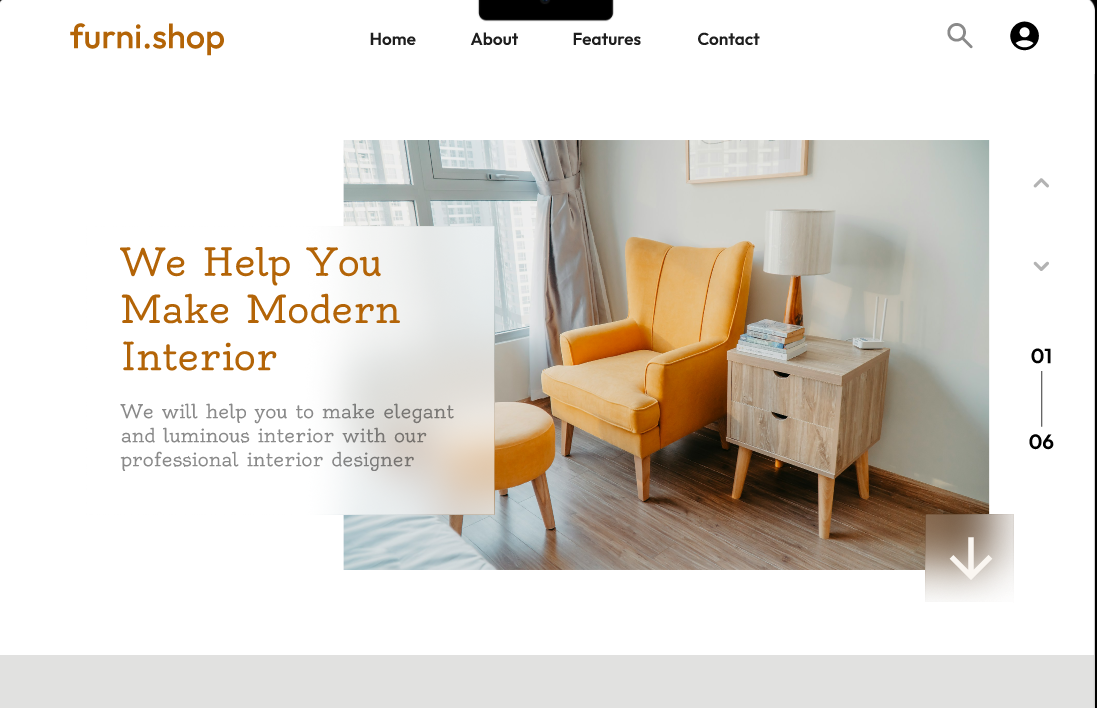 furni.shop
Home
About
Features
Contact
We Help You
Make Modern
Interior
We will help you to make elegant
and luminous interior with our
professional interior designer
01
06